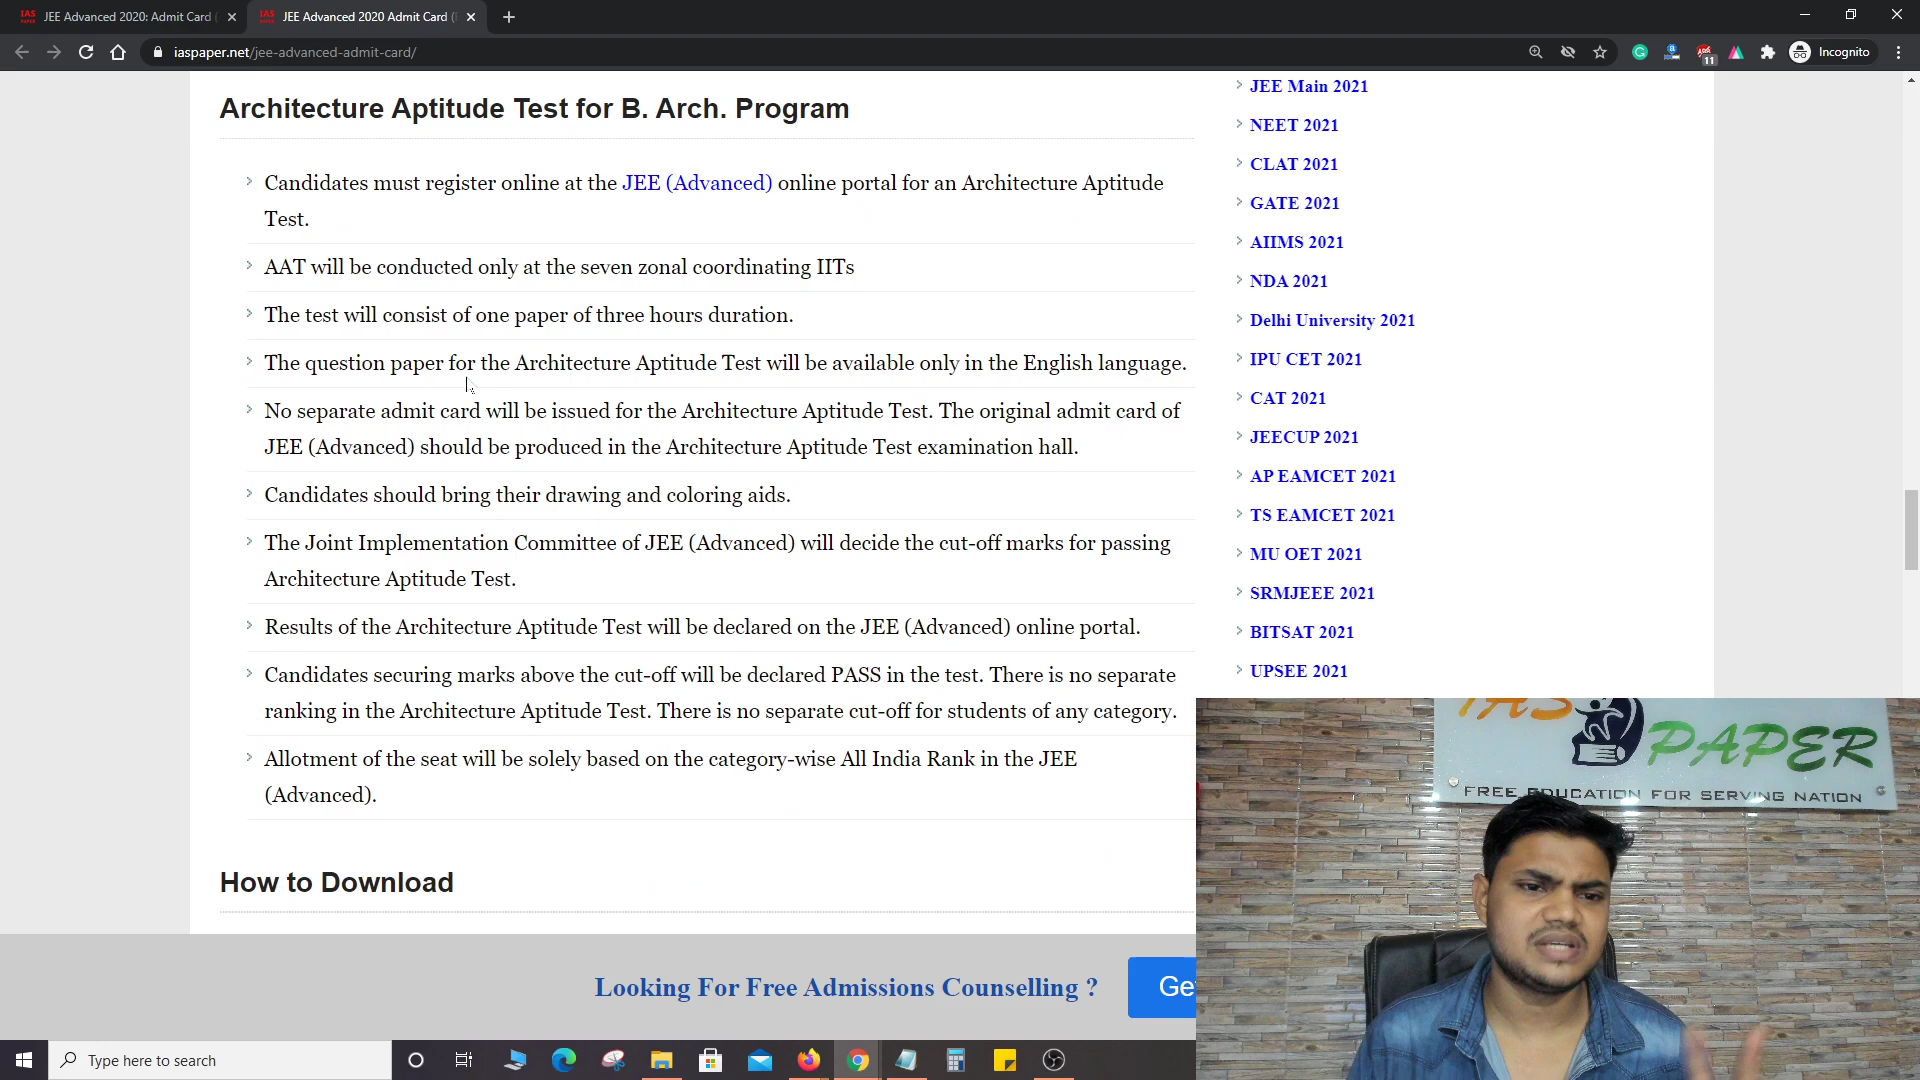 JEE Advanced 2020: Admit Card
JEE Advanced 2020 Admit Card
iaspaper.net/jee-advanced-admit-card/
11
Incognito
Architecture Aptitude Test for B. Arch. Program
Candidates must register online at the JEE (Advanced) online portal for an Architecture Aptitude
Test.
AAT will be conducted only at the seven zonal coordinating IITs
The test will consist of one paper of three hours duration.
The question paper for the Architecture Aptitude Test will be available only in the English language.
No separate admit card will be issued for the Architecture Aptitude Test. The original admit card of
JEE (Advanced) should be produced in the Architecture Aptitude Test examination hall.
Candidates should bring their drawing and coloring aids.
The Joint Implementation Committee of JEE (Advanced) will decide the cut-off marks for passing
Architecture Aptitude Test.
Results of the Architecture Aptitude Test will be declared on the JEE (Advanced) online portal.
Candidates securing marks above the cut-off will be declared PASS in the test. There is no separate
ranking in the Architecture Aptitude Test. There is no separate cut-off for students of any category.
Allotment of the seat will be solely based on the category-wise All India Rank in the JEE
(Advanced).
How to Download
JEE Main 2021
NEET 2021
CLAT 2021
GATE 2021
AIIMS 2021
NDA 2021
Delhi University 2021
IPU CET 2021
CAT 2021
JEECUP 2021
AP EAMCET 2021
TS EAMCET 2021
MU OET 2021
SRMJEEE 2021
BITSAT 2021
UPSEE 2021
IAS
PAPER
FREE EDUCATION FOR SERVING NATION
Looking For Free Admissions Counselling ?
Type here to search